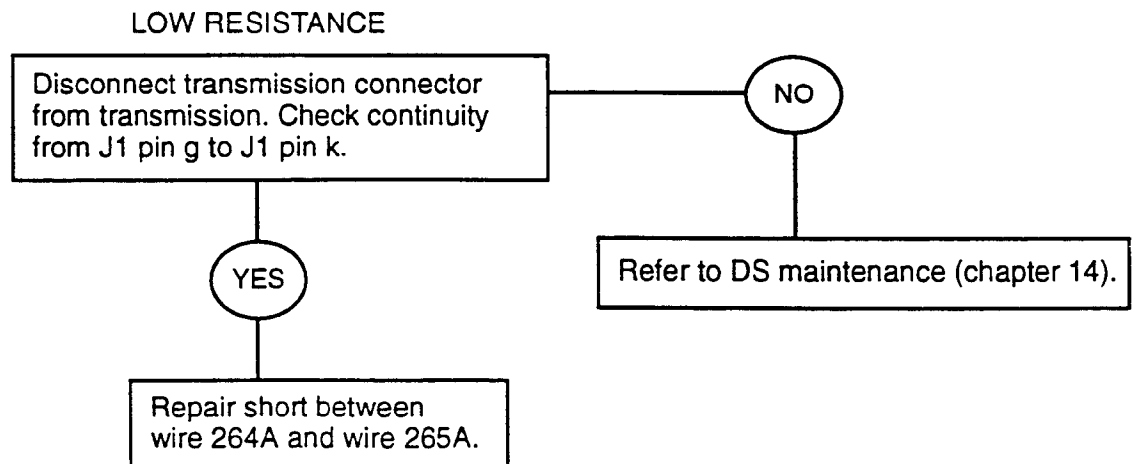 LOW RESISTANCE
Disconnect transmission connector
from transmission. Check continuity
from J1 pin g to J1 pin k.
NO
YES
Refer to DS maintenance (chapter 14).
Repair short between
wire 264A and wire 265A.